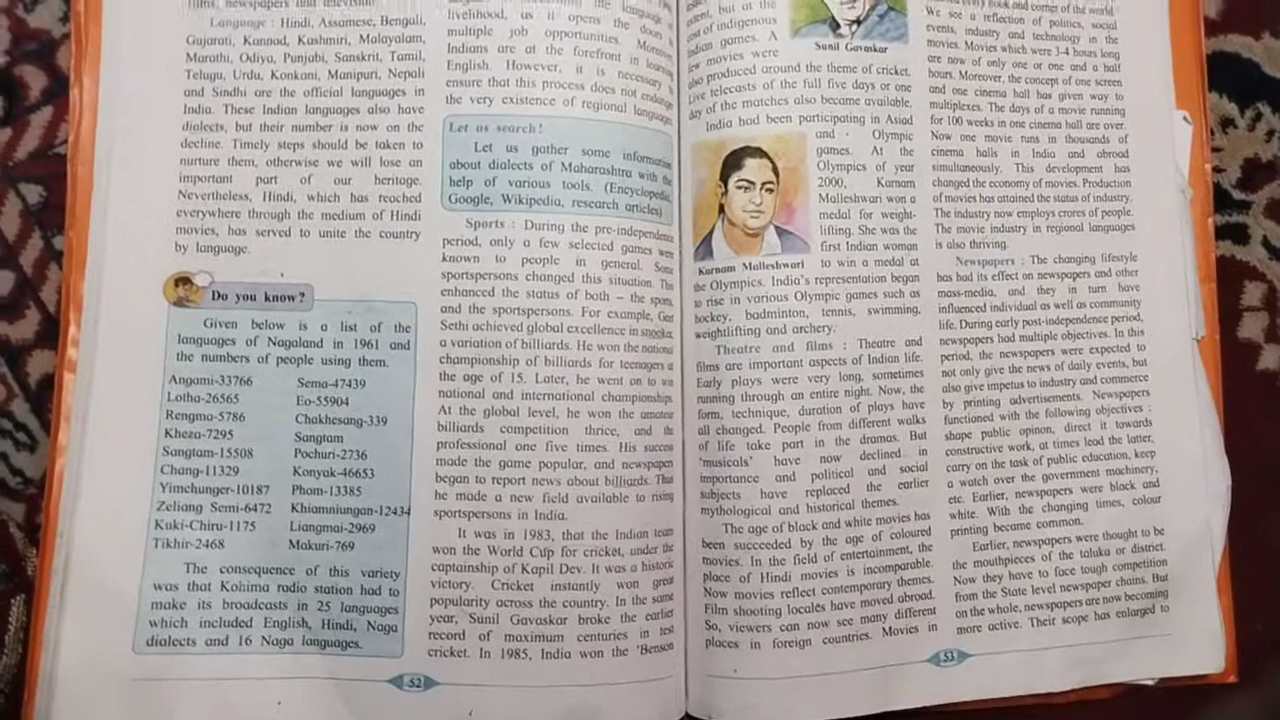 films, newspapers and television
Language : Hindi, Assamese, Bengali,
Gujarati, Kannad, Kashmiri, Malayalam,
Marathi, Odiya, Punjabi, Sanskrit, Tamil,
Telugu, Urdu, Konkani, Manipuri, Nepali
and Sindhi are the official languages in
India. These Indian languages also have
dialects, but their number is now on the
decline. Timely steps should be taken to
nurture them, otherwise we will lose an
important part of our heritage.
Nevertheless, Hindi, which has reached
everywhere through the medium of Hindi
movies, has served to unite the country
by language.
Do you know?
Given below is a list of the
languages of Nagaland in 1961 and
the numbers of people using them.
Angami-33766 Sema-47439
Lotha-26565 Eo-55904
Rengma-5786 Chakhesang-339
Kheza-7295 Sangtam
Sangtam-15508 Pochuri-2736
Chang-11329 Konyak-46653
Yimchunger-10187 Phom-13385
Zeliang Semi-6472 Khiamniungan-12434
Kuki-Chiru-1175 Liangmai-2969
Tikhir-2468 Makuri-769
The consequence of this variety
was that Kohima radio station had to
make its broadcasts in 25 languages
which included English, Hindi, Naga
dialects and 16 Naga languages.
52
the language
livelihood, as it opens the doors
multiple job opportunities. Moreover
Indians are at the forefront in learning
English. However, it is necessary
ensure that this process does not endanger
the very existence of regional languages
Let us search!
Let us gather some information
about dialects of Maharashtra with the
help of various tools. (Encyclopedia,
Google, Wikipedia, research articles)
Sports : During the pre-independence
period, only a few selected games were
known to people in general. Some
sportspersons changed this situation. This
enhanced the status of both – the sports,
and the sportspersons. For example, Geet
Sethi achieved global excellence in snooker,
a variation of billiards. He won the national
championship of billiards for teenagers at
the age of 15. Later, he went on to win
national and international championships.
At the global level, he won the amateur
billiards competition thrice, and the
professional one five times. His success
made the game popular, and newspapers
began to report news about billiards. Thus
he made a new field available to rising
sportspersons in India.
It was in 1983, that the Indian team
won the World Cup for cricket, under the
captainship of Kapil Dev. It was a historic
victory. Cricket instantly won great
popularity across the country. In the same
year, Sunil Gavaskar broke the earlier
record of maximum centuries in test
cricket. In 1985, India won the 'Benson
extent, but at the
cost of indigenous
Indian games. A
few movies were
Sunil Gavaskar
also produced around the theme of cricket.
Live telecasts of the full five days or one
day of the matches also became available.
India had been participating in Asiad
and Olympic
games. At the
Olympics of year
2000, Karnam
Malleshwari won a
medal for weight-
lifting. She was the
first Indian woman
to win a medal at
Karnam Malleshwari
the Olympics. India's representation began
to rise in various Olympic games such as
hockey, badminton, tennis, swimming,
weightlifting and archery.
Theatre and films : Theatre and
films are important aspects of Indian life.
Early plays were very long, sometimes
running through an entire night. Now, the
form, technique, duration of plays have
all changed. People from different walks
of life take part in the dramas. But
'musicals' have now declined in
importance and political and social
subjects have replaced the earlier
mythological and historical themes.
The age of black and white movies has
been succeeded by the age of coloured
movies. In the field of entertainment, the
place of Hindi movies is incomparable.
Now movies reflect contemporary themes.
Film shooting locales have moved abroad.
So, viewers can now see many different
places in foreign countries. Movies in
nook and corner of the world.
We see a reflection of politics, social
events, industry and technology in the
movies. Movies which were 3-4 hours long
are now of only one or one and a half
hours. Moreover, the concept of one screen
and one cinema hall has given way to
multiplexes. The days of a movie running
for 100 weeks in one cinema hall are over.
Now one movie runs in thousands of
cinema halls in India and abroad
simultaneously. This development has
changed the economy of movies. Production
of movies has attained the status of industry.
The industry now employs crores of people.
The movie industry in regional languages
is also thriving.
Newspapers : The changing lifestyle
has had its effect on newspapers and other
mass-media, and they in turn have
influenced individual as well as community
life. During early post-independence period,
newspapers had multiple objectives. In this
period, the newspapers were expected to
not only give the news of daily events, but
also give impetus to industry and commerce
by printing advertisements. Newspapers
functioned with the following objectives :
shape public opinon, direct it towards
constructive work, at times lead the latter,
carry on the task of public education, keep
a watch over the government machinery,
etc. Earlier, newspapers were black and
white. With the changing times, colour
printing became common.
Earlier, newspapers were thought to be
the mouthpieces of the taluka or district.
Now they have to face tough competition
from the State level newspaper chains. But
on the whole, newspapers are now becoming
more active. Their scope has enlarged to
53